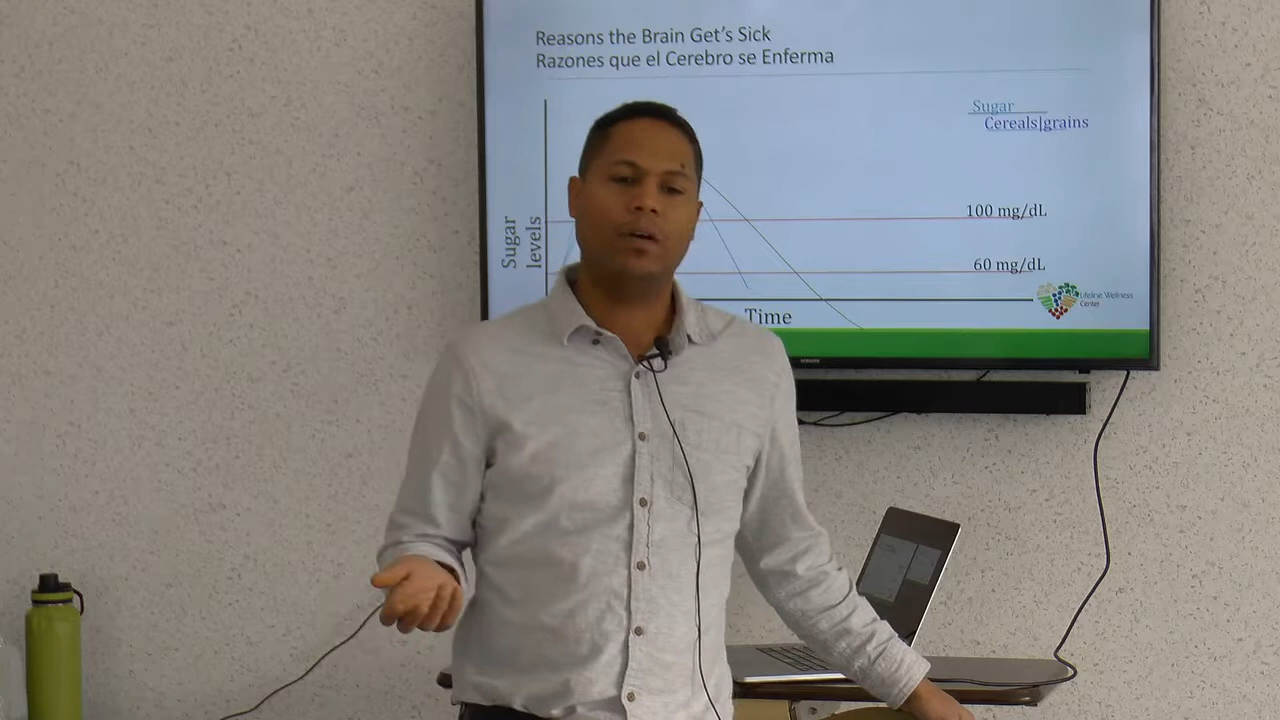 Reasons the Brain Get's Sick
Razones que el Cerebro se Enferma
Sugar
Cereals|grains
100 mg/dL
Sugar
levels
60 mg/dL
Lifeline Wellness
Center
Time
SAMSUNG